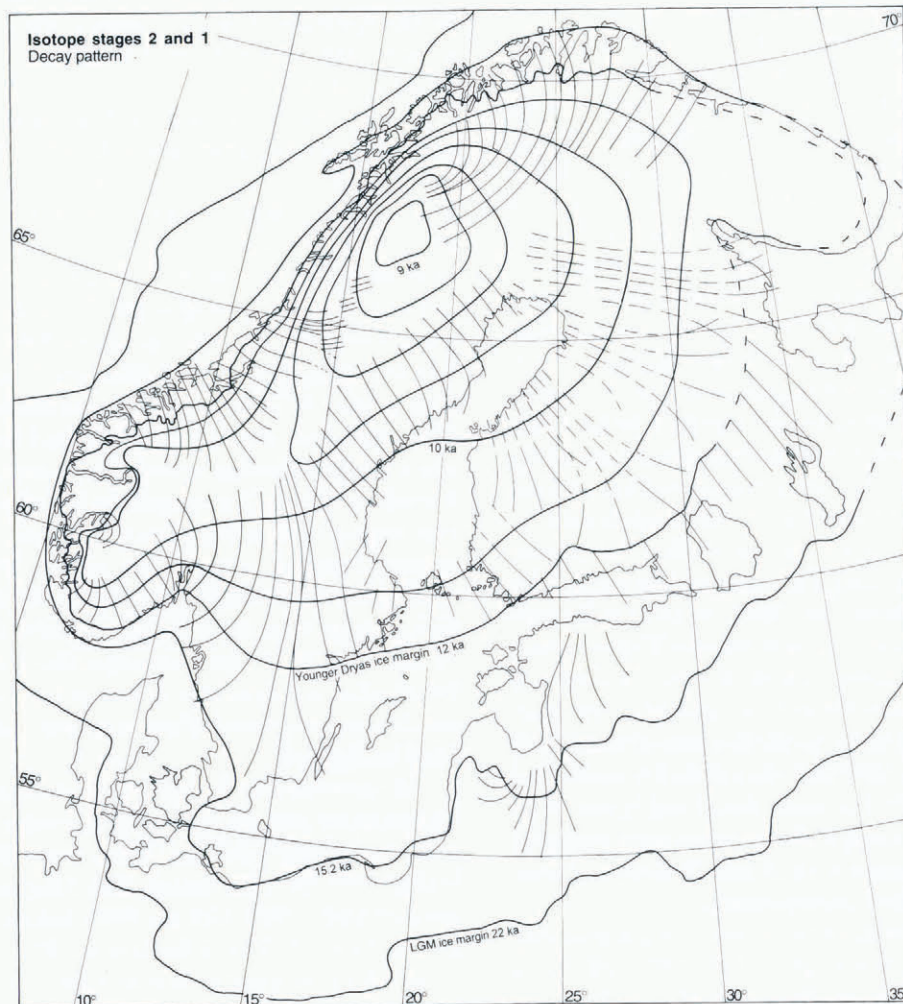 Isotope stages 2 and 1
Decay pattern
70°
65°
9 ka
10 ka
60°
Younger Dryas ice margin 12 ka
55°
15.2 ka
LGM ice margin 22 ka
10°
15°
20°
25°
30°
35°